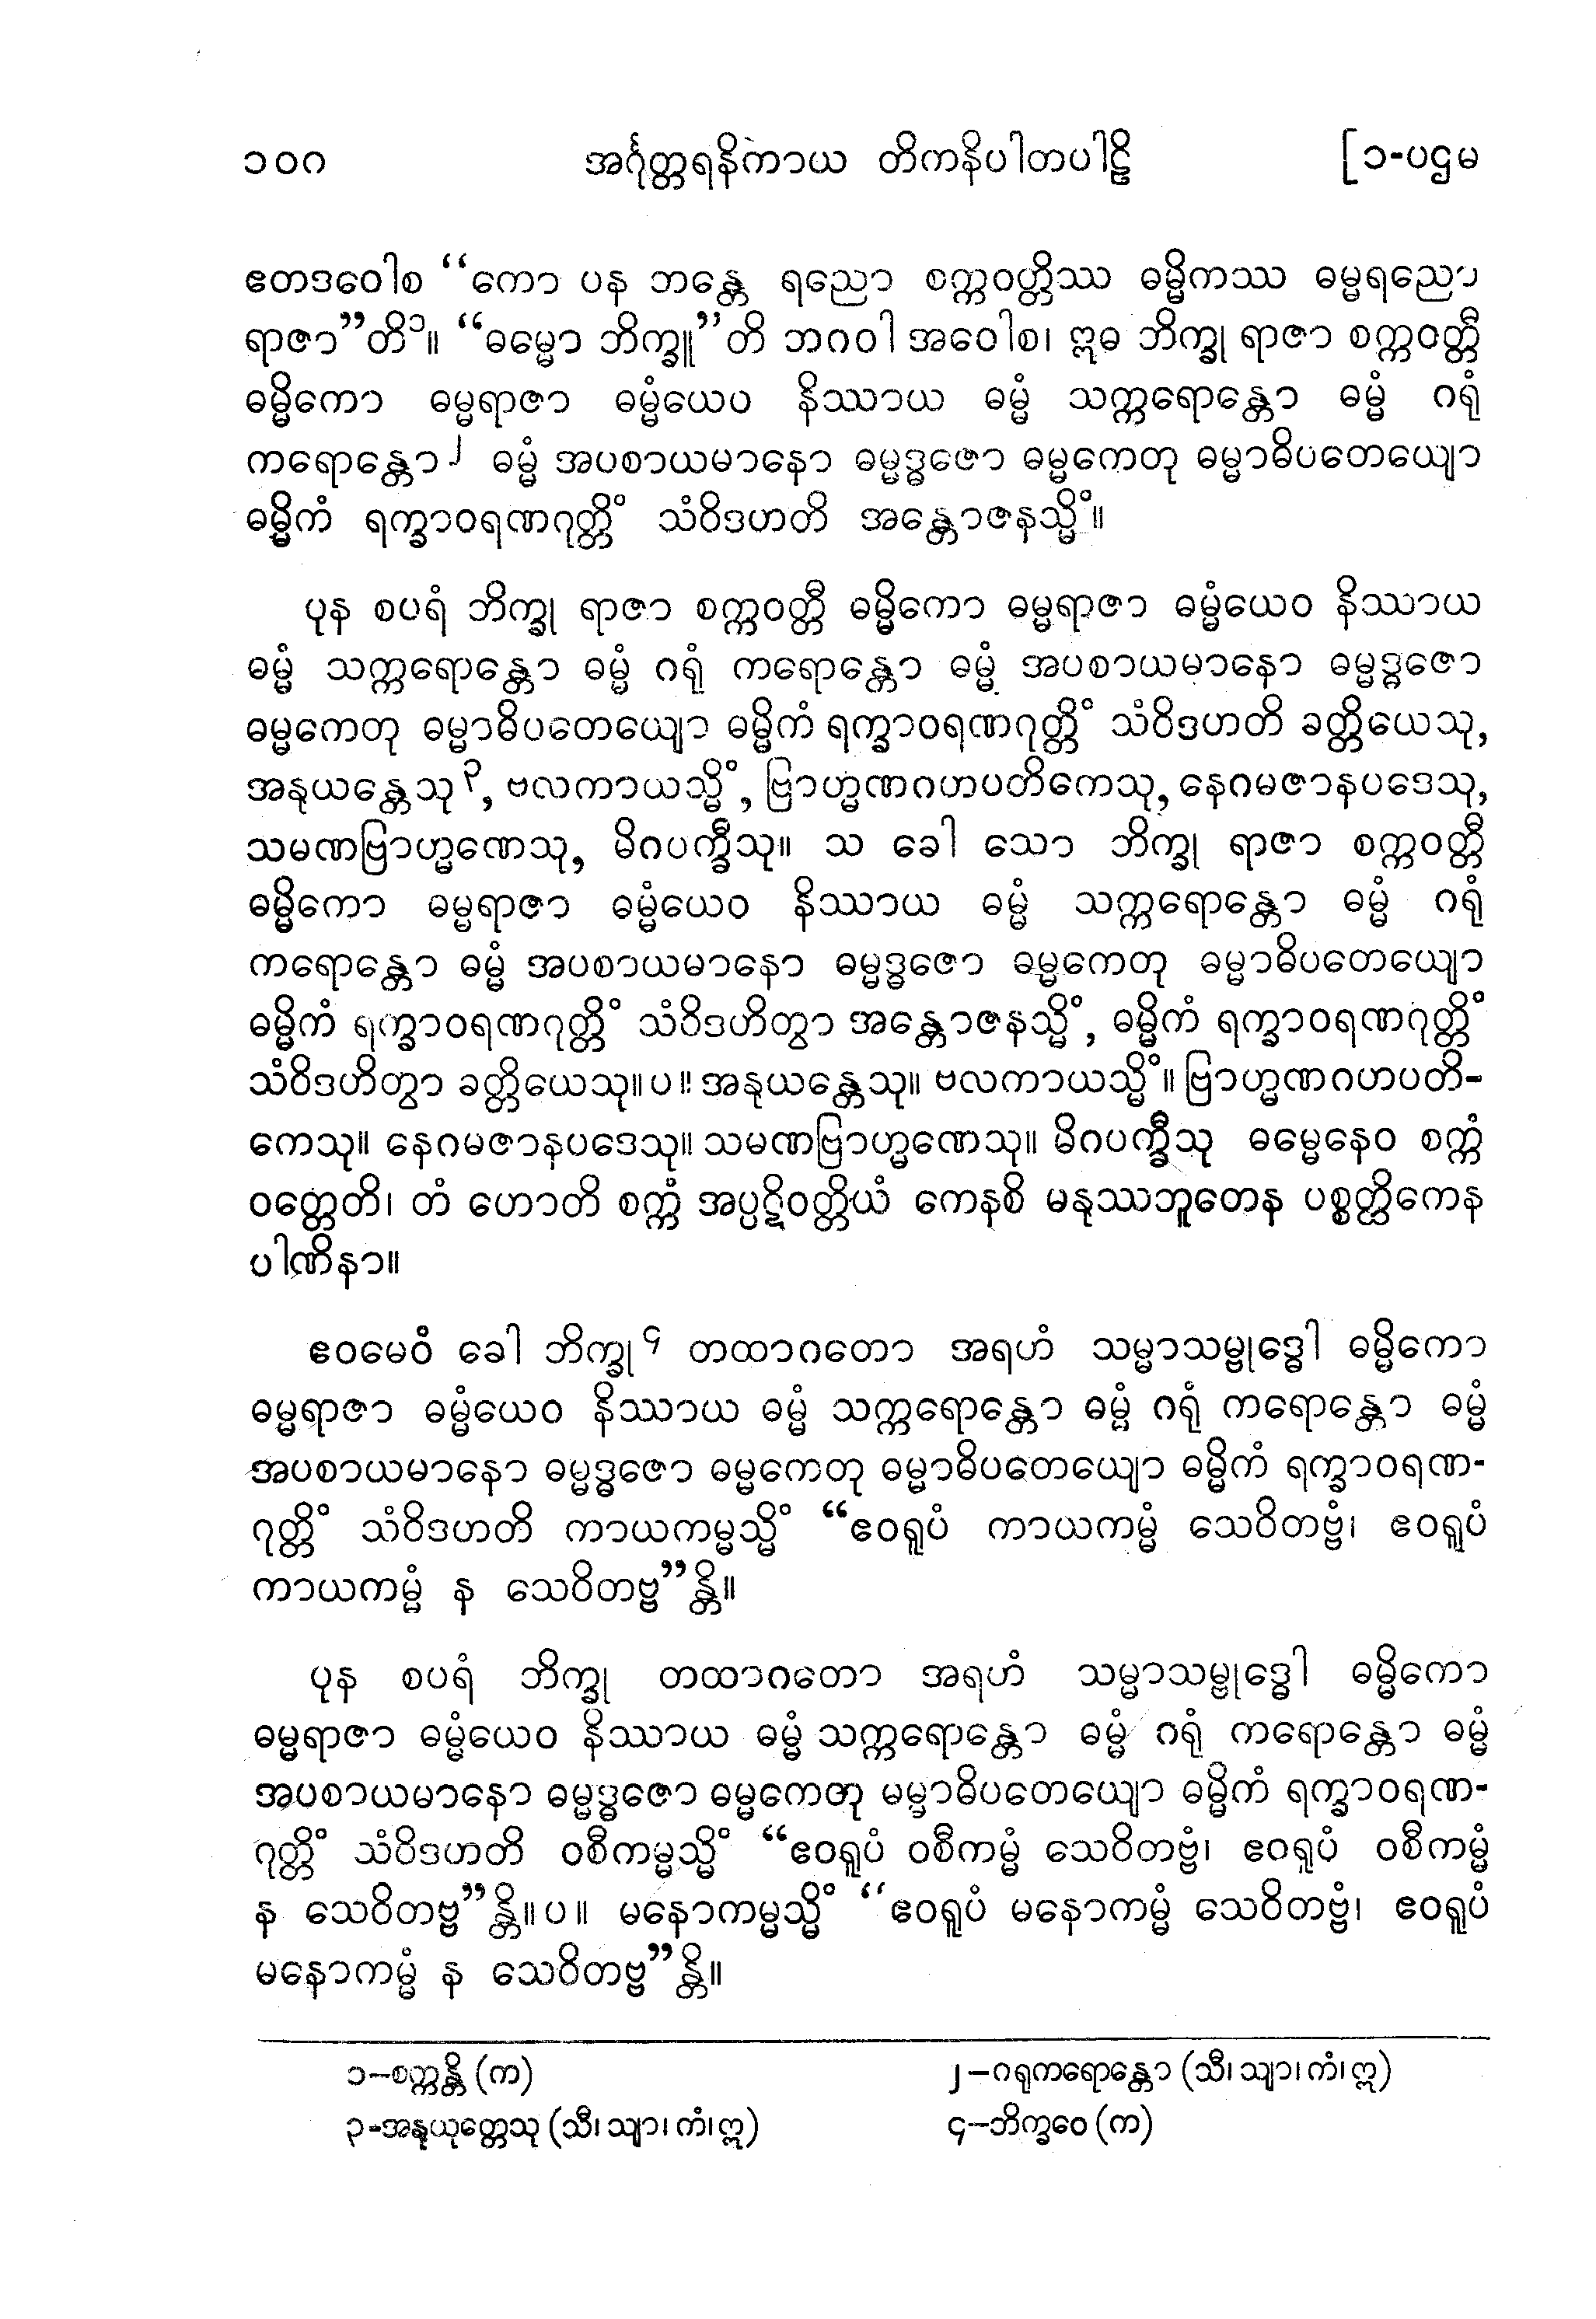 ၁၀၈ အင်္ဂုတ္တရနိကာယ တိကနိပါတပါဠိ [၁-ပဌမ
ဧတဒဝေါစ “ကော ပန ဘန္တေ ရညော စက္ကဝတ္တိဿ ဓမ္မိကဿ ဓမ္မရညော
ရာဇာ”တိ၁။ “ဓမ္မော ဘိက္ခူ”တိ ဘဂဝါ အဝေါစ၊ ဣဓ ဘိက္ခု ရာဇာ စက္ကဝတ္တီ
ဓမ္မိကော ဓမ္မရာဇာ ဓမ္မံယေဝ နိဿာယ ဓမ္မံ သက္ကရောန္တော ဓမ္မံ ဂရုံ
ကရောန္တော၂ ဓမ္မံ အပစာယမာနော ဓမ္မဒ္ဓဇော ဓမ္မကေတု ဓမ္မာဓိပတေယျော
ဓမ္မိကံ ရက္ခာဝရဏဂုတ္တိံ သံဝိဒဟတိ အန္တောဇနသ္မိံ။
ပုန စပရံ ဘိက္ခု ရာဇာ စက္ကဝတ္တီ ဓမ္မိကော ဓမ္မရာဇာ ဓမ္မံယေဝ နိဿာယ
ဓမ္မံ သက္ကရောန္တော ဓမ္မံ ဂရုံ ကရောန္တော ဓမ္မံ အပစာယမာနော ဓမ္မဒ္ဓဇော
ဓမ္မကေတု ဓမ္မာဓိပတေယျော ဓမ္မိကံ ရက္ခာဝရဏဂုတ္တိံ သံဝိဒဟတိ ခတ္တိယေသု,
အနုယန္တေသု၃, ဗလကာယသ္မိံ, ဗြာဟ္မဏဂဟပတိကေသု, နေဂမဇာနပဒေသု,
သမဏဗြာဟ္မဏေသု, မိဂပက္ခီသု။ သ ခေါ သော ဘိက္ခု ရာဇာ စက္ကဝတ္တီ
ဓမ္မိကော ဓမ္မရာဇာ ဓမ္မံယေဝ နိဿာယ ဓမ္မံ သက္ကရောန္တော ဓမ္မံ ဂရုံ
ကရောန္တော ဓမ္မံ အပစာယမာနော ဓမ္မဒ္ဓဇော ဓမ္မကေတု ဓမ္မာဓိပတေယျော
ဓမ္မိကံ ရက္ခာဝရဏဂုတ္တိံ သံဝိဒဟိတွာ အန္တောဇနသ္မိံ, ဓမ္မိကံ ရက္ခာဝရဏဂုတ္တိံ
သံဝိဒဟိတွာ ခတ္တိယေသု။ပ။ အနုယန္တေသု။ ဗလကာယသ္မိံ။ ဗြာဟ္မဏဂဟပတိ-
ကေသု။ နေဂမဇာနပဒေသု။ သမဏဗြာဟ္မဏေသု။ မိဂပက္ခီသု ဓမ္မေနေဝ စက္ကံ
ဝတ္တေတိ၊ တံ ဟောတိ စက္ကံ အပ္ပဋိဝတ္တိယံ ကေနစိ မနုဿဘူတေန ပစ္စတ္ထိကေန
ပါဏိနာ။
ဧဝမေဝံ ခေါ ဘိက္ခု၄ တထာဂတော အရဟံ သမ္မာသမ္ဗုဒ္ဓေါ ဓမ္မိကော
ဓမ္မရာဇာ ဓမ္မံယေဝ နိဿာယ ဓမ္မံ သက္ကရောန္တော ဓမ္မံ ဂရုံ ကရောန္တော ဓမ္မံ
အပစာယမာနော ဓမ္မဒ္ဓဇော ဓမ္မကေတု ဓမ္မာဓိပတေယျော ဓမ္မိကံ ရက္ခာဝရဏ-
ဂုတ္တိံ သံဝိဒဟတိ ကာယကမ္မသ္မိံ “ဧဝရူပံ ကာယကမ္မံ သေဝိတဗ္ဗံ၊ ဧဝရူပံ
ကာယကမ္မံ န သေဝိတဗ္ဗ”န္တိ။
ပုန စပရံ ဘိက္ခု တထာဂတော အရဟံ သမ္မာသမ္ဗုဒ္ဓေါ ဓမ္မိကော
ဓမ္မရာဇာ ဓမ္မံယေဝ နိဿာယ ဓမ္မံ သက္ကရောန္တော ဓမ္မံ ဂရုံ ကရောန္တော ဓမ္မံ
အပစာယမာနော ဓမ္မဒ္ဓဇော ဓမ္မကေတု မမ္မာဓိပတေယျော ဓမ္မိကံ ရက္ခာဝရဏ-
ဂုတ္တိံ သံဝိဒဟတိ ဝစီကမ္မသ္မိံ “ဧဝရူပံ ဝစီကမ္မံ သေဝိတဗ္ဗံ၊ ဧဝရူပံ ဝစီကမ္မံ
န သေဝိတဗ္ဗ”န္တိ။ပ။ မနောကမ္မသ္မိံ “ဧဝရူပံ မနောကမ္မံ သေဝိတဗ္ဗံ၊ ဧဝရူပံ
မနောကမ္မံ န သေဝိတဗ္ဗ”န္တိ။
၁–စက္ကန္တိ (က) ၂–ဂရုကရောန္တော (သီ၊ သျာ၊ ကံ၊ ဣ)
၃-အနုယုတ္တေသု (သီ၊ သျာ၊ ကံ၊ ဣ) ၄–ဘိက္ခဝေ (က)